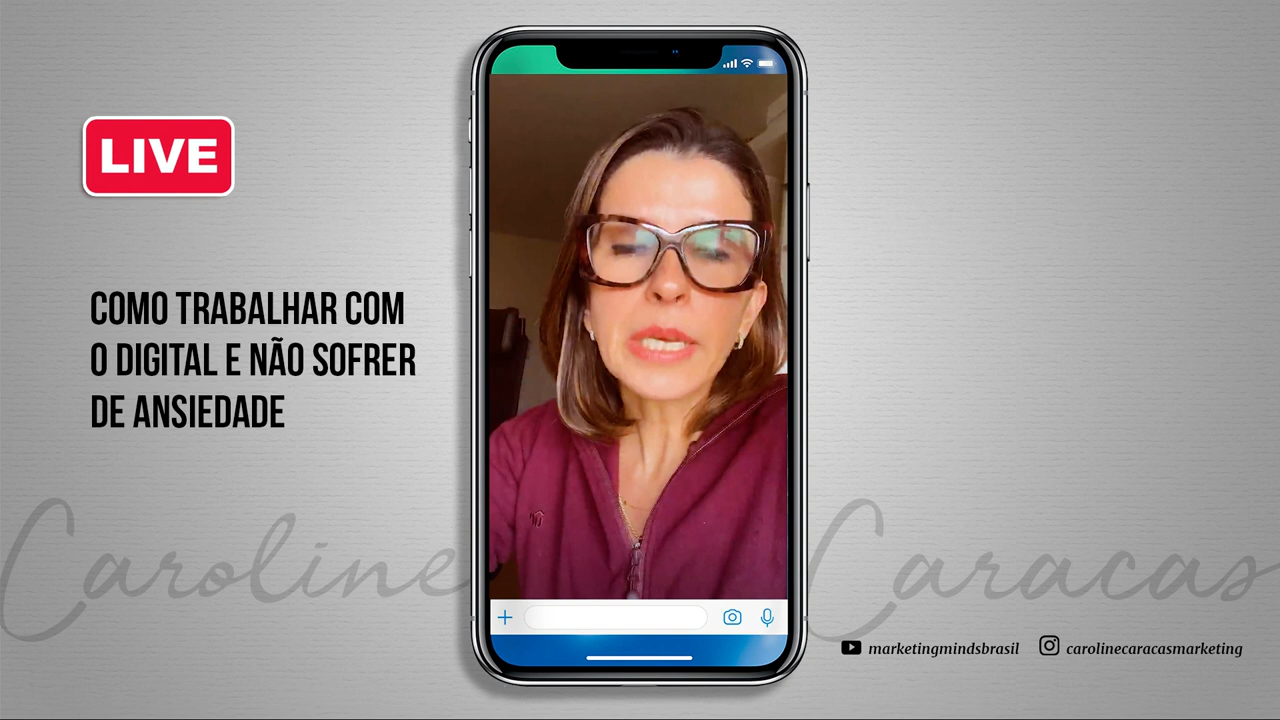 LIVE
COMO TRABALHAR COM
O DIGITAL E NÃO SOFRER
DE ANSIEDADE
Caroline Caracas
marketingmindsbrasil carolinecaracasmarketing